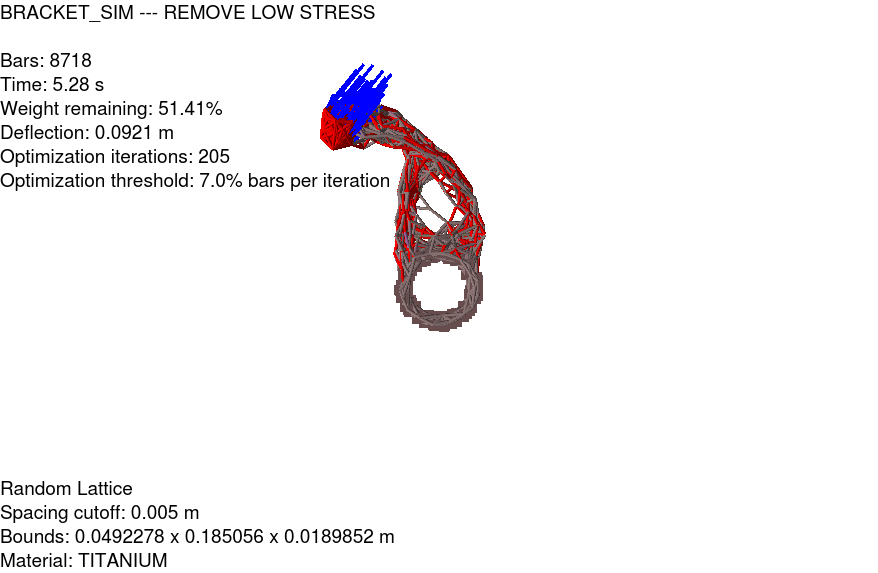 BRACKET_SIM --- REMOVE LOW STRESS
Bars: 8718
Time: 5.28 s
Weight remaining: 51.41%
Deflection: 0.0921 m
Optimization iterations: 205
Optimization threshold: 7.0% bars per iteration
Random Lattice
Spacing cutoff: 0.005 m
Bounds: 0.0492278 x 0.185056 x 0.0189852 m
Material: TITANIUM